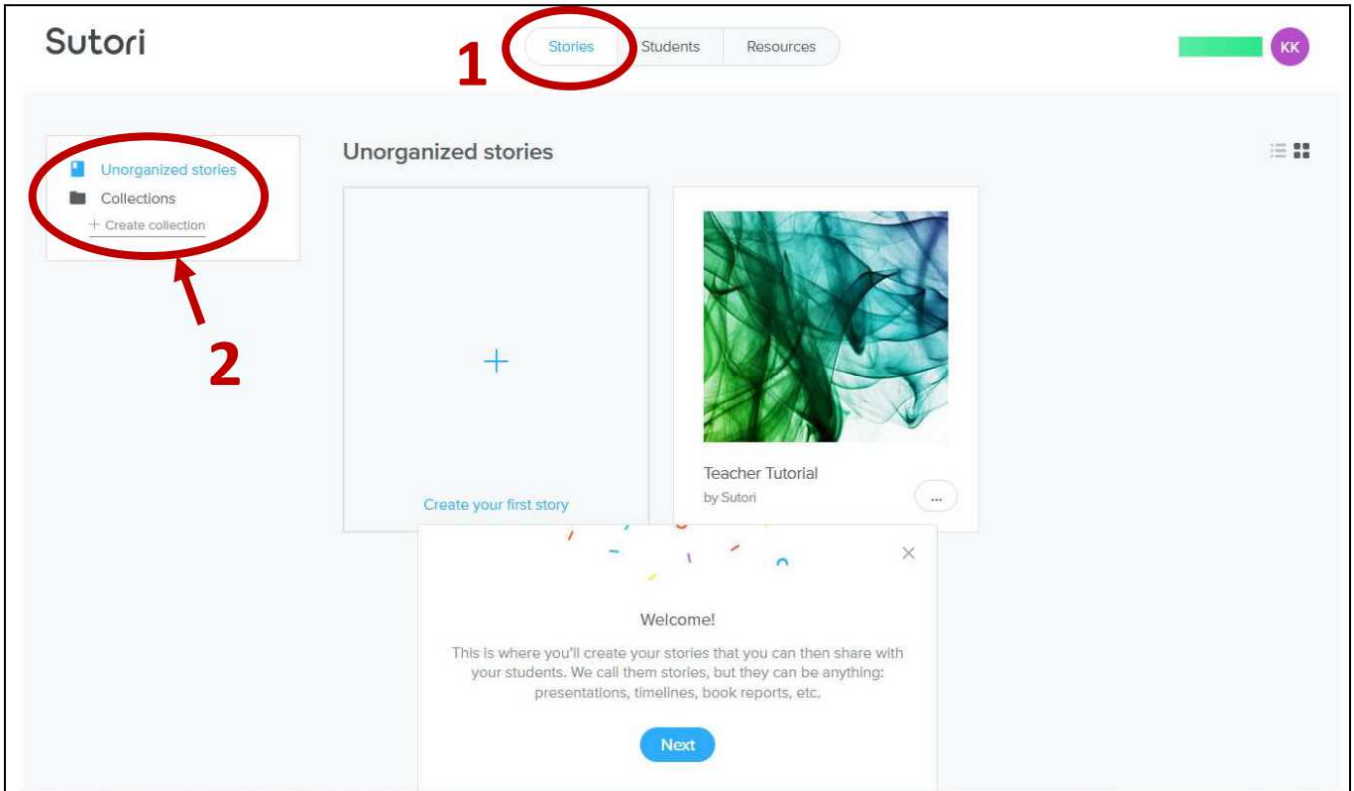 Sutori
1
Stories
Students
Resources
KK
Unorganized stories
Collections
+ Create collection
2
Unorganized stories
+
Create your first story
Teacher Tutorial
by Sutori
...
Welcome!
This is where you'll create your stories that you can then share with
your students. We call them stories, but they can be anything:
presentations, timelines, book reports, etc.
Next